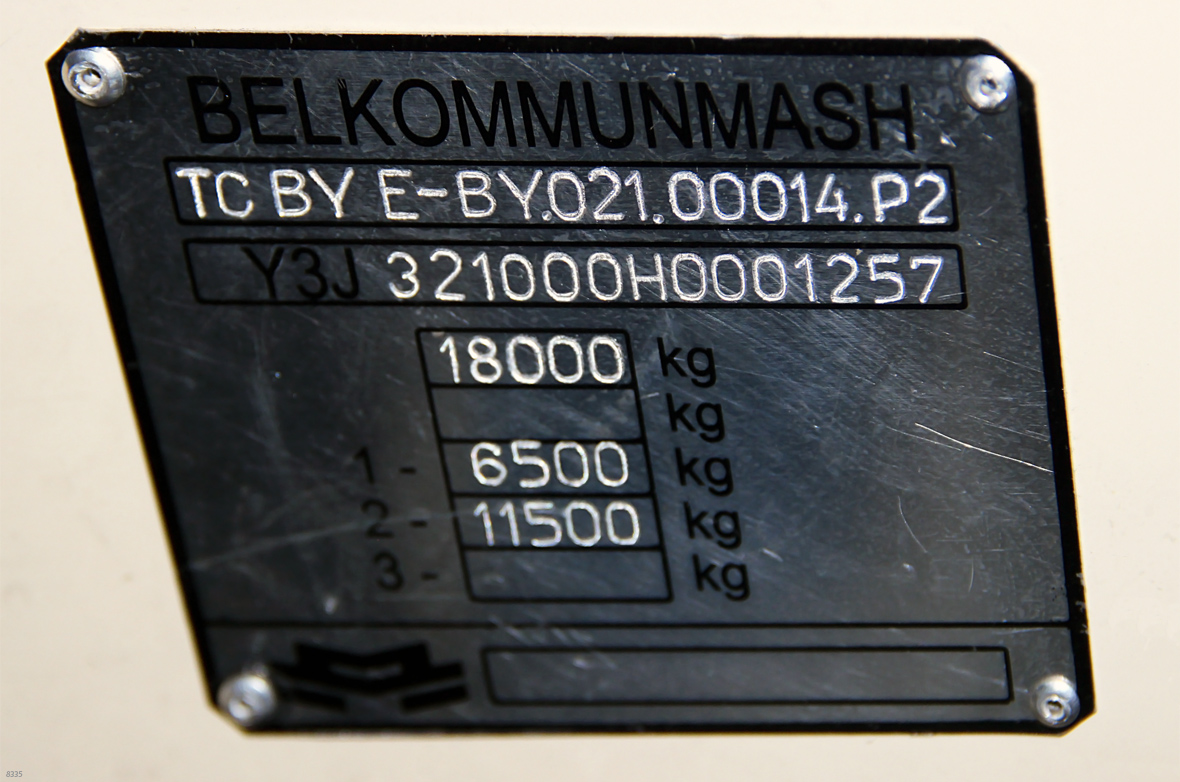 BELKOMMUNMASH
TC BY E-BY.021.00014.P2
Y3J 321000H0001257
18000 kg
kg
1 - 6500 kg
2 - 11500 kg
3 - kg
8335